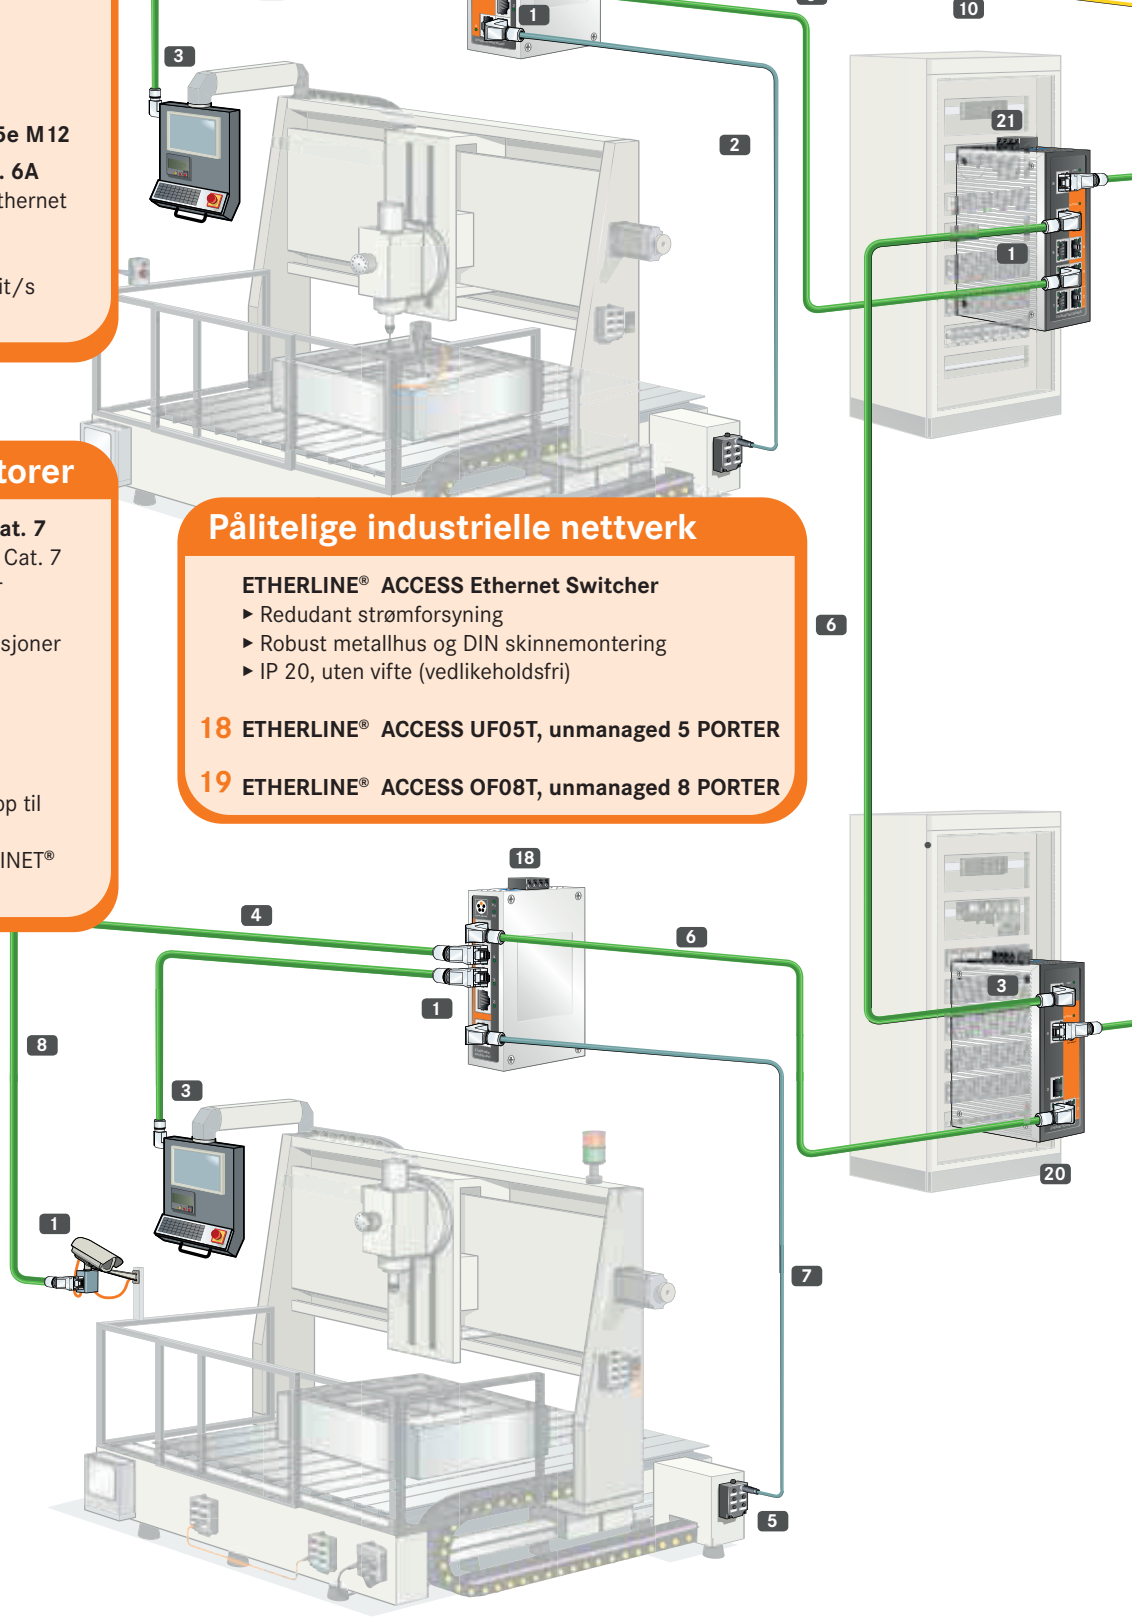 5e M12
. 6A
thernet
it/s
torer
at. 7
Cat. 7
sjoner
op til
INET®
Pålitelige industrielle nettverk
ETHERLINE® ACCESS Ethernet Switcher
▸ Redudant strømforsyning
▸ Robust metallhus og DIN skinnemontering
▸ IP 20, uten vifte (vedlikeholdsfri)
18 ETHERLINE® ACCESS UF05T, unmanaged 5 PORTER
19 ETHERLINE® ACCESS OF08T, unmanaged 8 PORTER
1
10
3
2
21
1
6
18
4
6
1
3
8
3
20
1
7
5